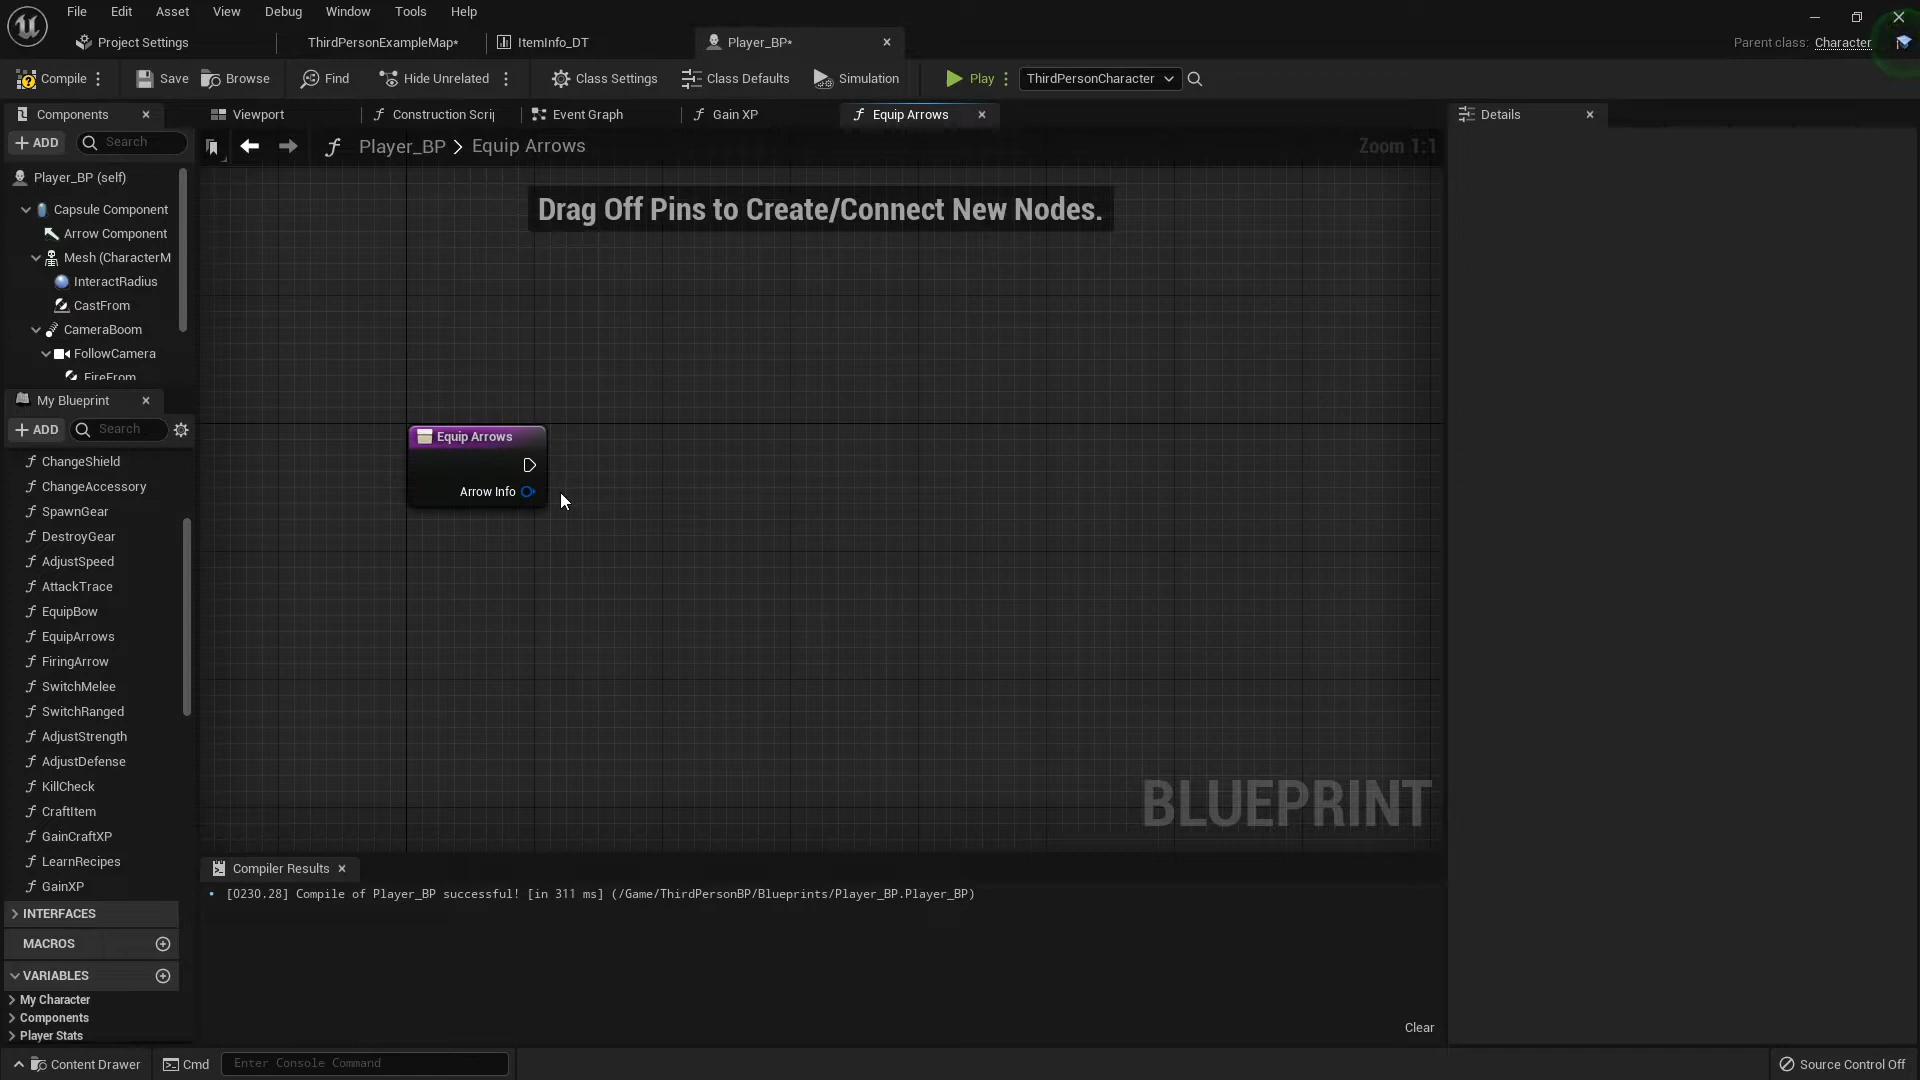 File Edit Asset View Debug Window Tools Help
Project Settings ThirdPersonExampleMap* ItemInfo_DT Player_BP* Parent class: Character
Compile Save Browse Find Hide Unrelated Class Settings Class Defaults Simulation Play ThirdPersonCharacter
Components Viewport Construction Scrip Event Graph Gain XP Equip Arrows Details
ADD Search
Player_BP > Equip Arrows Zoom 1:1
Player_BP (self)
Capsule Component
Arrow Component
Mesh (CharacterM
InteractRadius
CastFrom
CameraBoom
FollowCamera
FireFrom
Drag Off Pins to Create/Connect New Nodes.
Equip Arrows
Arrow Info
BLUEPRINT
My Blueprint
ADD Search
ChangeShield
ChangeAccessory
SpawnGear
DestroyGear
AdjustSpeed
AttackTrace
EquipBow
EquipArrows
FiringArrow
SwitchMelee
SwitchRanged
AdjustStrength
AdjustDefense
KillCheck
CraftItem
GainCraftXP
LearnRecipes
GainXP
INTERFACES
MACROS
VARIABLES
My Character
Components
Player Stats
Compiler Results
[0230.28] Compile of Player_BP successful! [in 311 ms] (/Game/ThirdPersonBP/Blueprints/Player_BP.Player_BP)
Clear
Content Drawer Cmd Enter Console Command Source Control Off